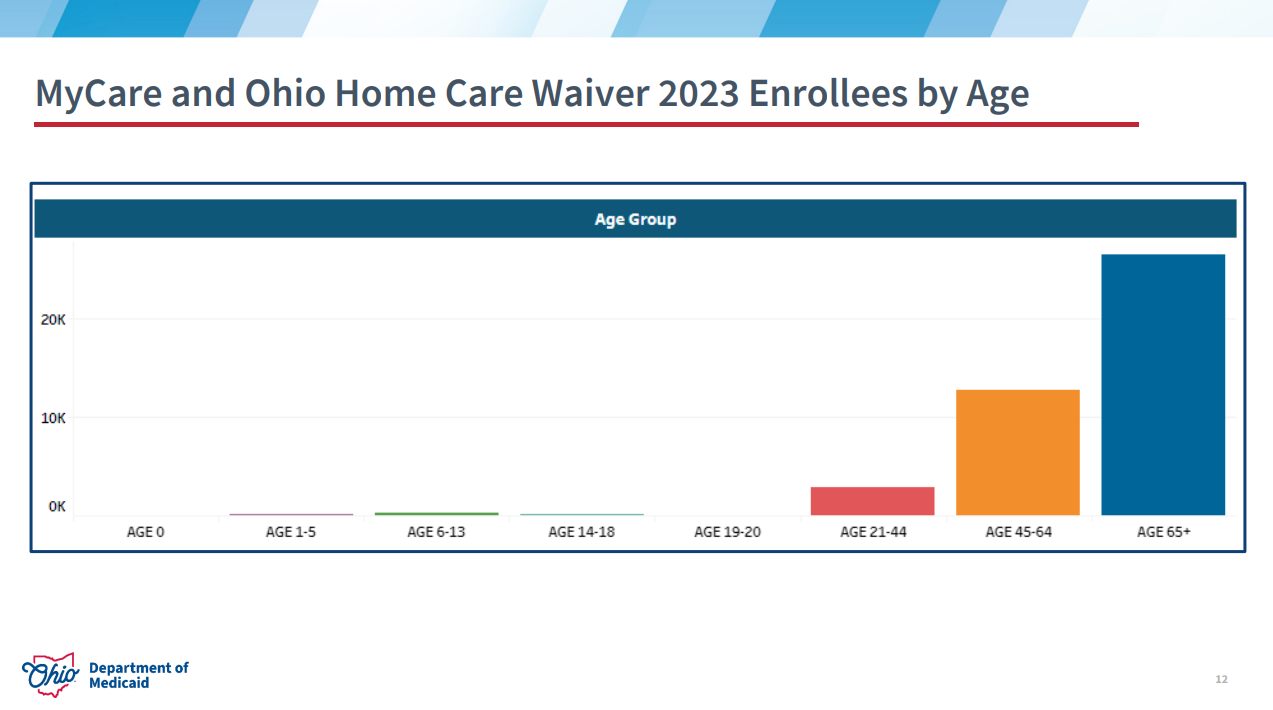 MyCare and Ohio Home Care Waiver 2023 Enrollees by Age
Age Group
20K
10K
0K
AGE 0
AGE 1-5
AGE 6-13
AGE 14-18
AGE 19-20
AGE 21-44
AGE 45-64
AGE 65+
Ohio
Department of
Medicaid
12